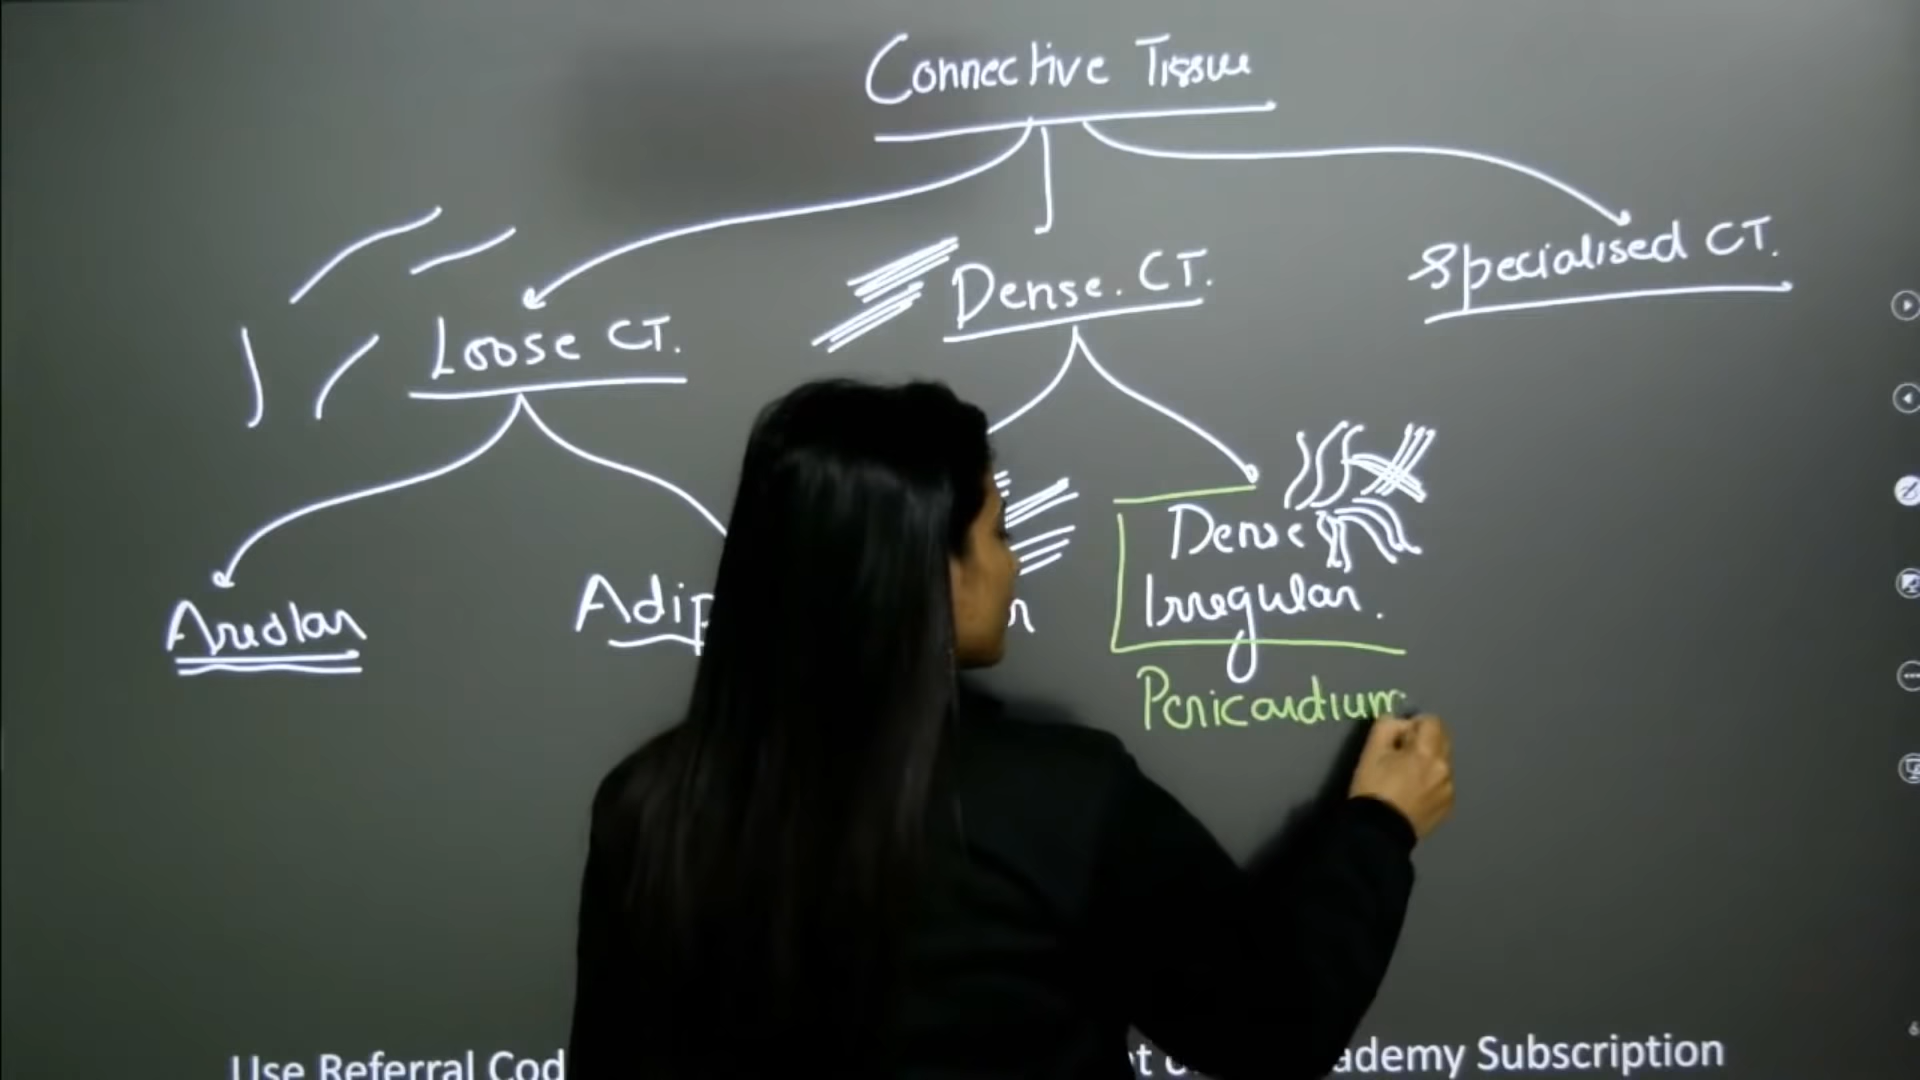 Connective Tissue
Loose CT.
Dense. CT.
Specialised CT.
Areolar
Adip
Dense
Irregular.
Pericardium
Use Referral Cod
ademy Subscription